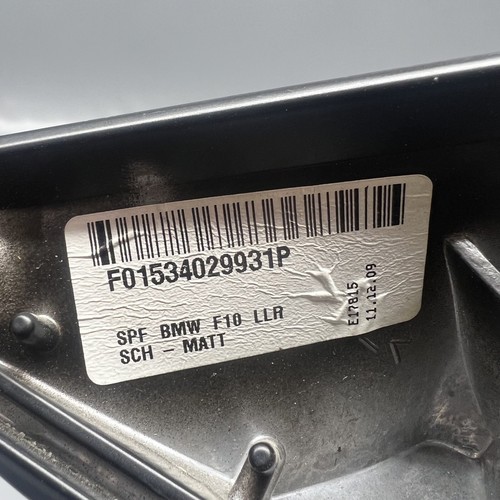 F01534029931P
SPF BMW F10 LLR
SCH - MATT
E17815
11.12.09